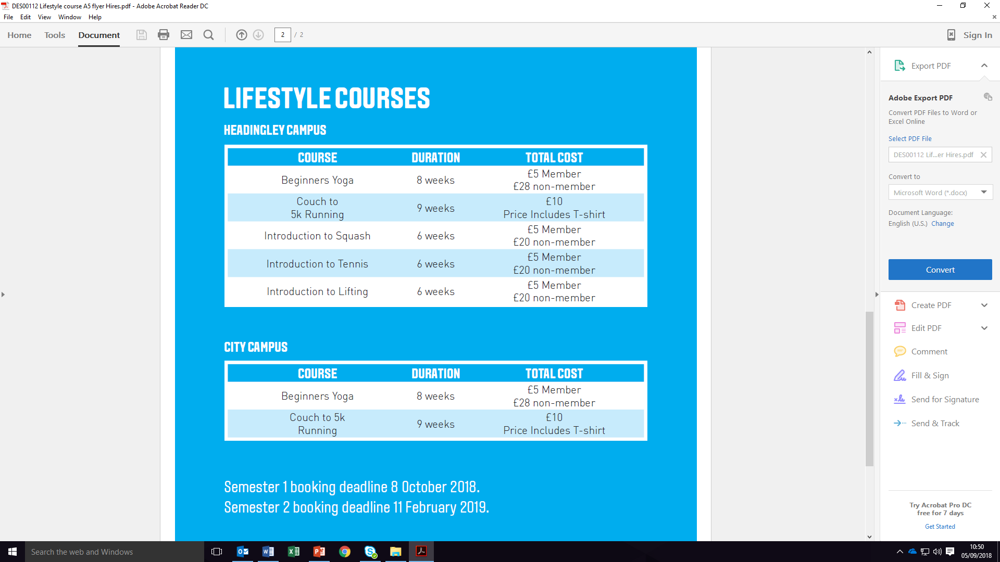 DES00112 Lifestyle course A5 flyer Hires.pdf - Adobe Acrobat Reader DC
File Edit View Window Help
Home Tools Document 2 / 2 Sign In
LIFESTYLE COURSES
HEADINGLEY CAMPUS
COURSE DURATION TOTAL COST
Beginners Yoga 8 weeks £5 Member
£28 non-member
Couch to
5k Running 9 weeks £10
Price Includes T-shirt
Introduction to Squash 6 weeks £5 Member
£20 non-member
Introduction to Tennis 6 weeks £5 Member
£20 non-member
Introduction to Lifting 6 weeks £5 Member
£20 non-member
CITY CAMPUS
COURSE DURATION TOTAL COST
Beginners Yoga 8 weeks £5 Member
£28 non-member
Couch to 5k
Running 9 weeks £10
Price Includes T-shirt
Semester 1 booking deadline 8 October 2018.
Semester 2 booking deadline 11 February 2019.
Export PDF
Adobe Export PDF
Convert PDF Files to Word or
Excel Online
Select PDF File
DES00112 Lif...er Hires.pdf
Convert to
Microsoft Word (*.docx)
Document Language:
English (U.S.) Change
Convert
Create PDF
Edit PDF
Comment
Fill & Sign
Send for Signature
Send & Track
Try Acrobat Pro DC
free for 7 days
Get Started
Search the web and Windows
10:50
05/09/2018